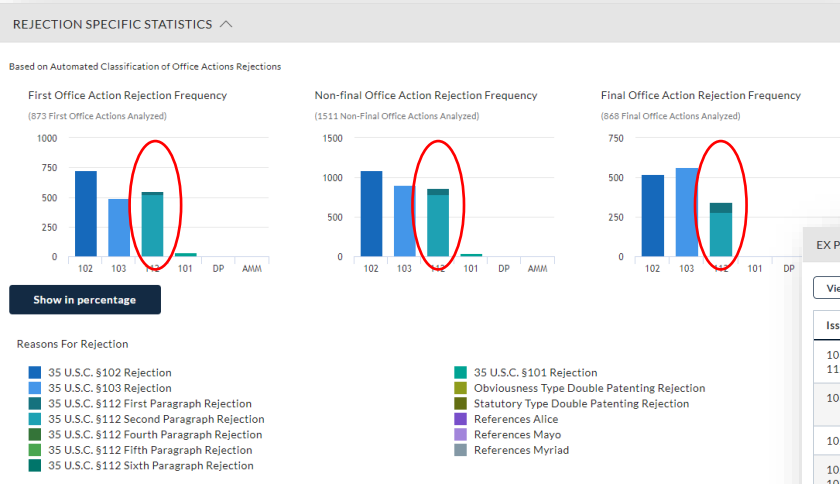 REJECTION SPECIFIC STATISTICS
Based on Automated Classification of Office Actions Rejections
First Office Action Rejection Frequency
(873 First Office Actions Analyzed)
1000
750
500
250
0
102 103 112 101 DP AMM
Non-final Office Action Rejection Frequency
(1511 Non-Final Office Actions Analyzed)
1500
1000
500
0
102 103 112 101 DP AMM
Final Office Action Rejection Frequency
(868 Final Office Actions Analyzed)
750
500
250
0
102 103 112 101 DP
Show in percentage
Reasons For Rejection
35 U.S.C. §102 Rejection
35 U.S.C. §103 Rejection
35 U.S.C. §112 First Paragraph Rejection
35 U.S.C. §112 Second Paragraph Rejection
35 U.S.C. §112 Fourth Paragraph Rejection
35 U.S.C. §112 Fifth Paragraph Rejection
35 U.S.C. §112 Sixth Paragraph Rejection
35 U.S.C. §101 Rejection
Obviousness Type Double Patenting Rejection
Statutory Type Double Patenting Rejection
References Alice
References Mayo
References Myriad
EX P
Vie
Iss
10
11
10
10
10